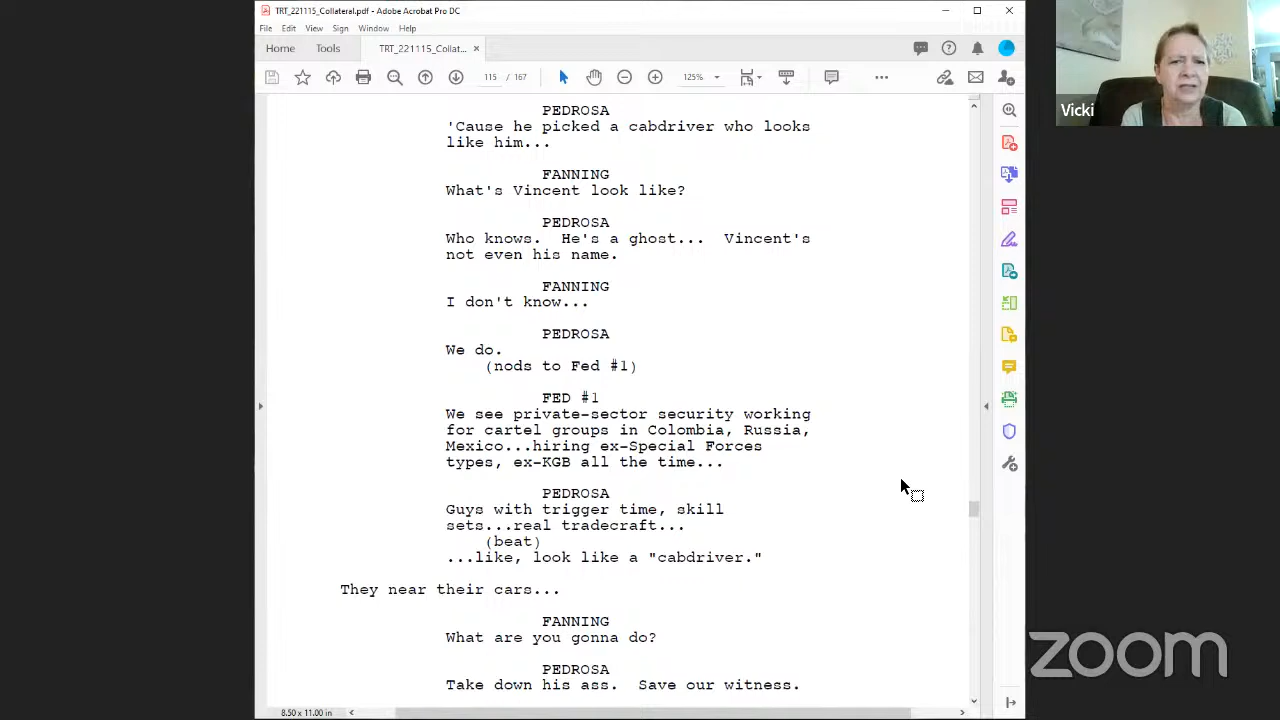 TRT_221115_Collateral.pdf - Adobe Acrobat Pro DC
File Edit View Sign Window Help
Home Tools TRT_221115_Collat... ×
115 / 167 125%
PEDROSA
'Cause he picked a cabdriver who looks
like him...
FANNING
What's Vincent look like?
PEDROSA
Who knows. He's a ghost... Vincent's
not even his name.
FANNING
I don't know...
PEDROSA
We do.
(nods to Fed #1)
FED #1
We see private-sector security working
for cartel groups in Colombia, Russia,
Mexico...hiring ex-Special Forces
types, ex-KGB all the time...
PEDROSA
Guys with trigger time, skill
sets...real tradecraft...
(beat)
...like, look like a "cabdriver."
They near their cars...
FANNING
What are you gonna do?
PEDROSA
Take down his ass. Save our witness.
8.50 x 11.00 in
Vicki
zoom